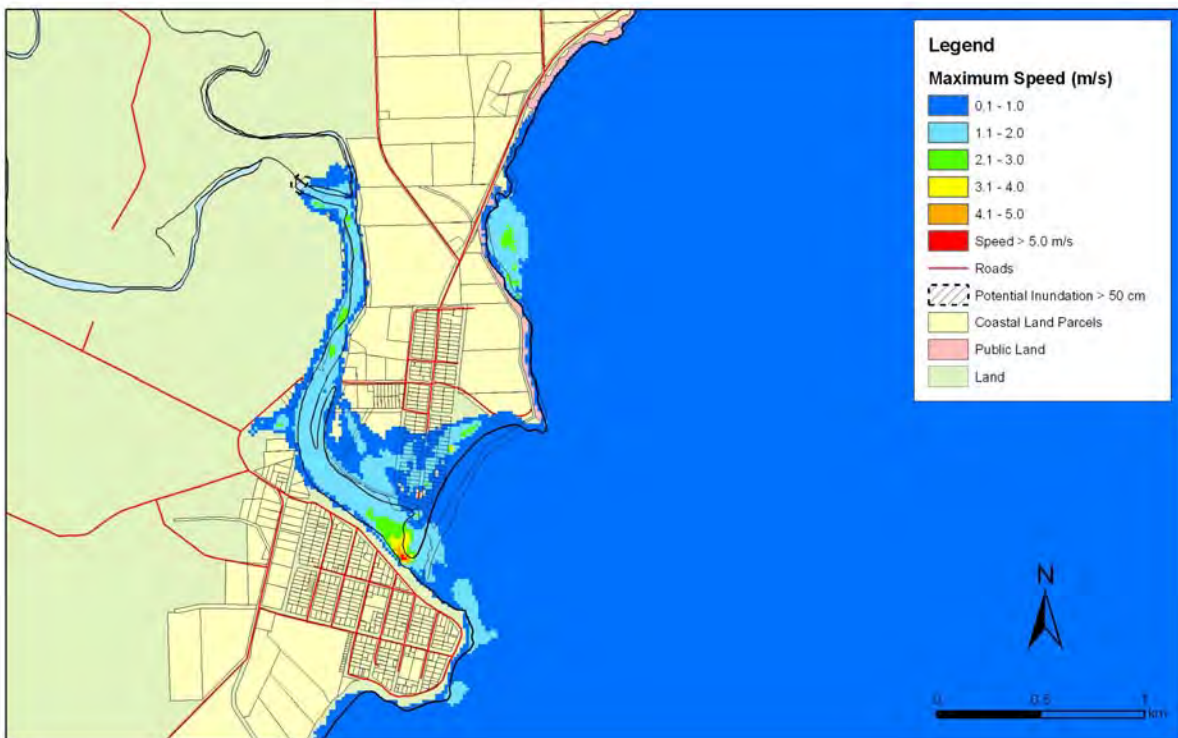 Legend
Maximum Speed (m/s)
0.1 - 1.0
1.1 - 2.0
2.1 - 3.0
3.1 - 4.0
4.1 - 5.0
Speed > 5.0 m/s
Roads
Potential Inundation > 50 cm
Coastal Land Parcels
Public Land
Land
N
0 0.5 1
km